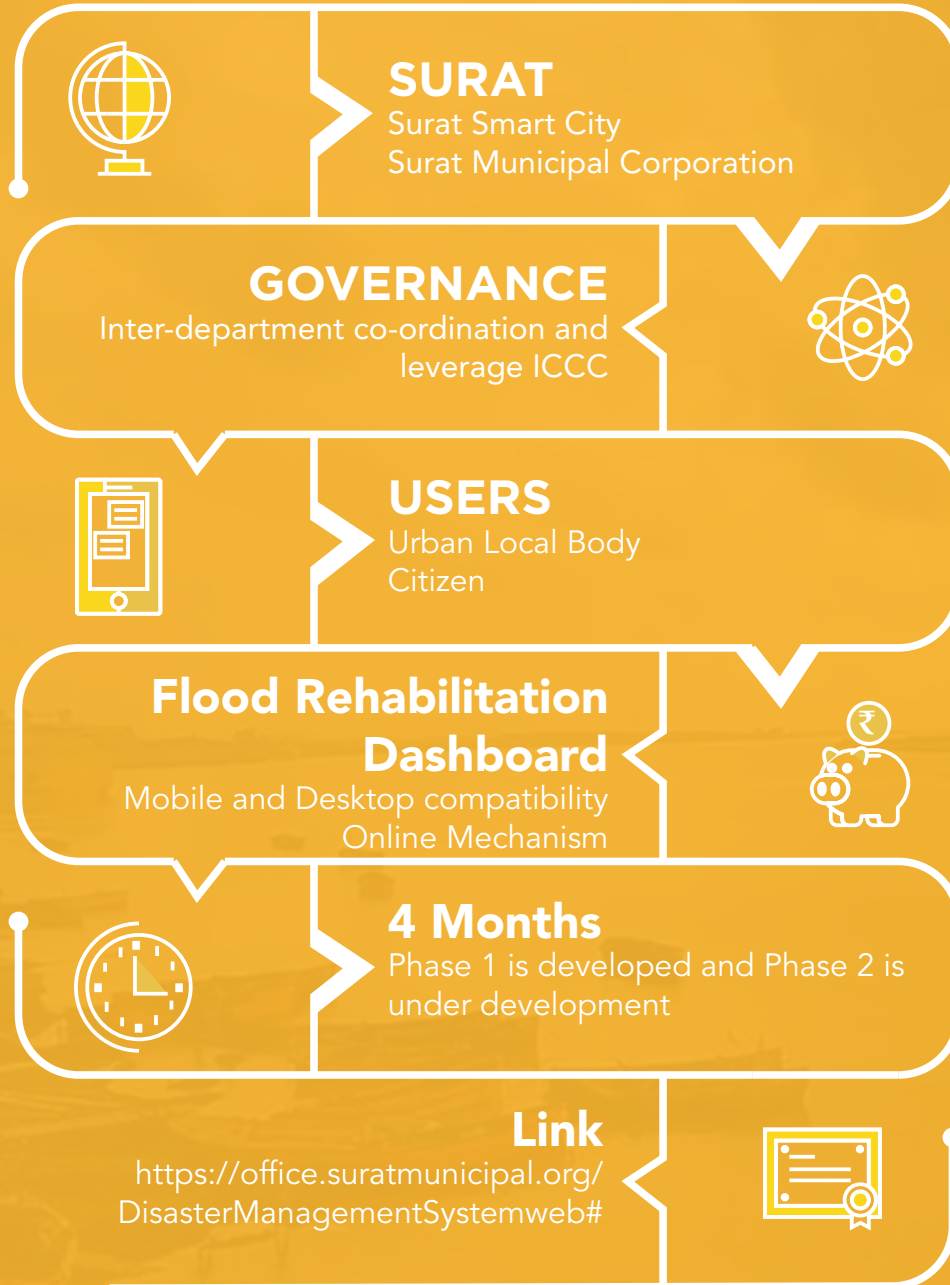 SURAT
Surat Smart City
Surat Municipal Corporation
GOVERNANCE
Inter-department co-ordination and
leverage ICCC
USERS
Urban Local Body
Citizen
Flood Rehabilitation
Dashboard
Mobile and Desktop compatibility
Online Mechanism
₹
4 Months
Phase 1 is developed and Phase 2 is
under development
Link
https://office.suratmunicipal.org/
DisasterManagementSystemweb#